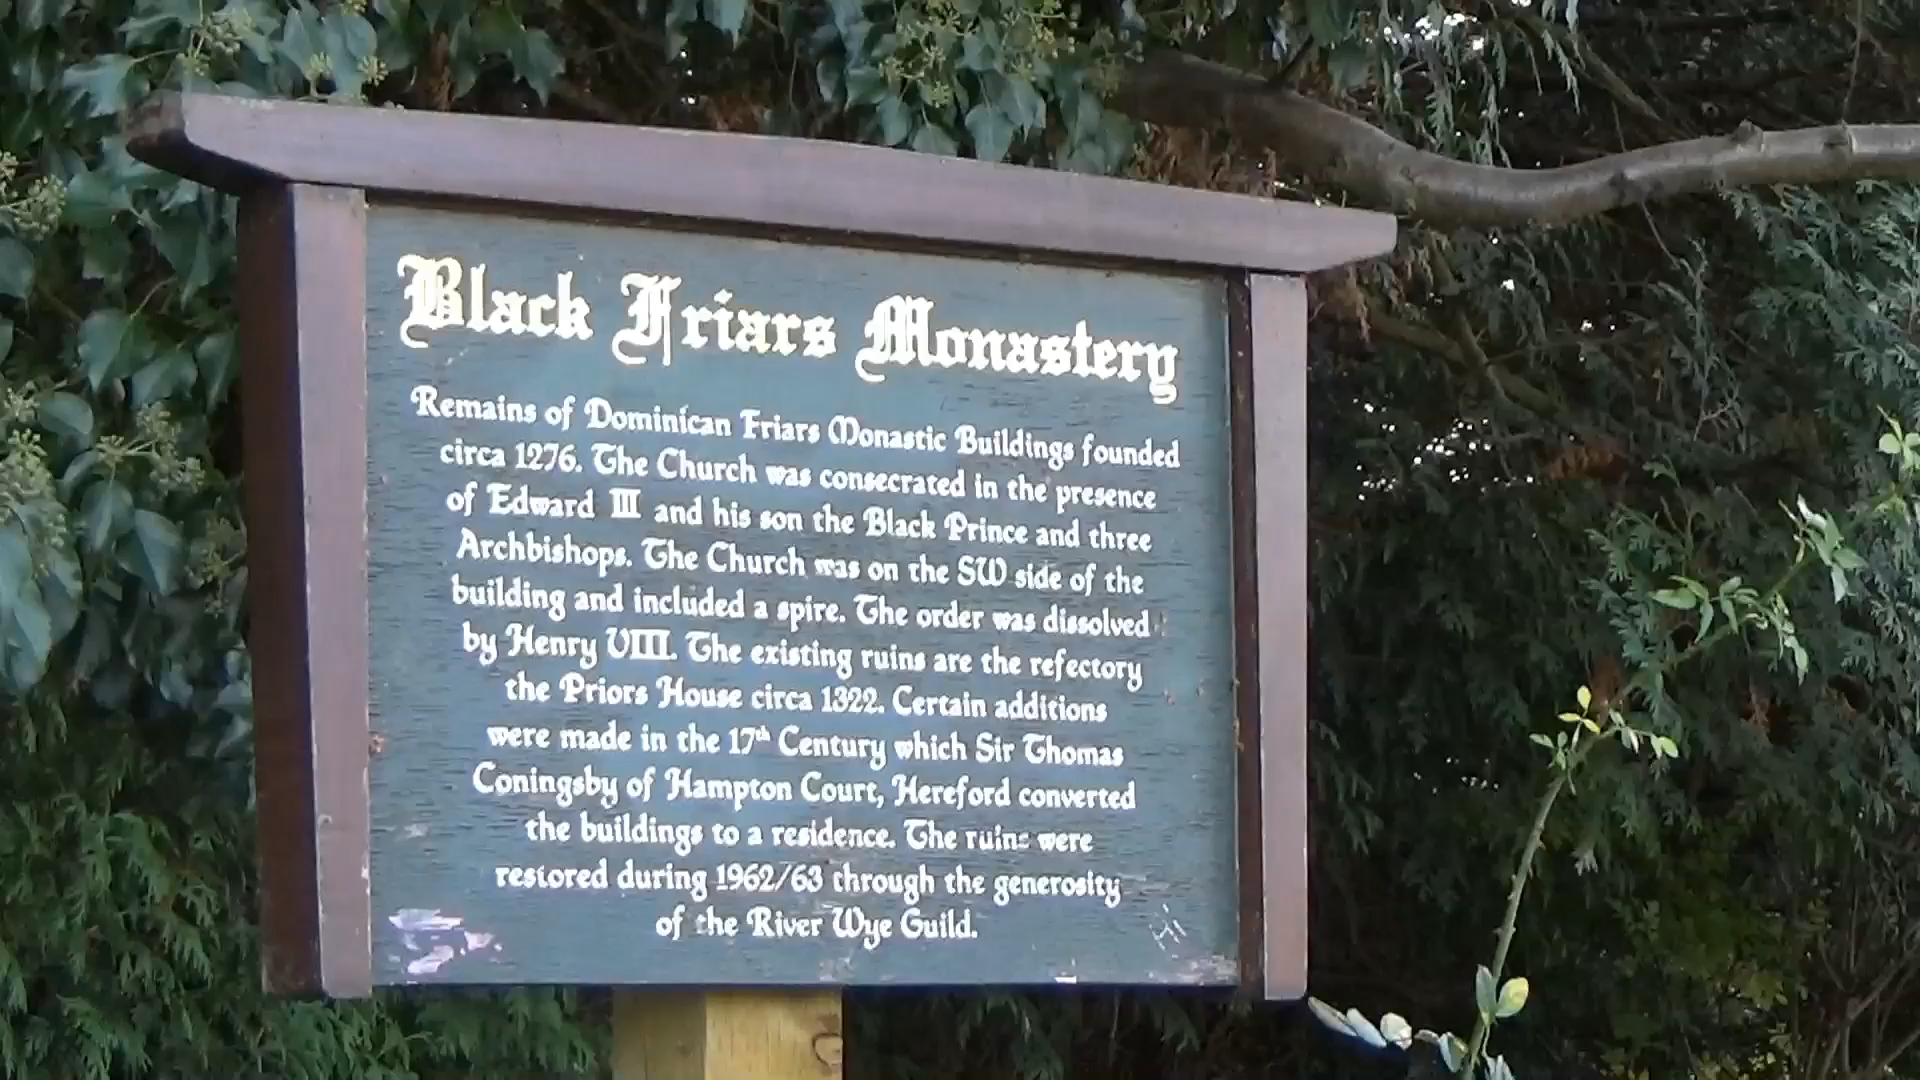 Black Friars Monastery
Remains of Dominican Friars Monastic Buildings founded
circa 1276. The Church was consecrated in the presence
of Edward III and his son the Black Prince and three
Archbishops. The Church was on the SW side of the
building and included a spire. The order was dissolved
by Henry VIII. The existing ruins are the refectory
the Priors House circa 1322. Certain additions
were made in the 17th Century which Sir Thomas
Coningsby of Hampton Court, Hereford converted
the buildings to a residence. The ruins were
restored during 1962/63 through the generosity
of the River Wye Guild.
Hi